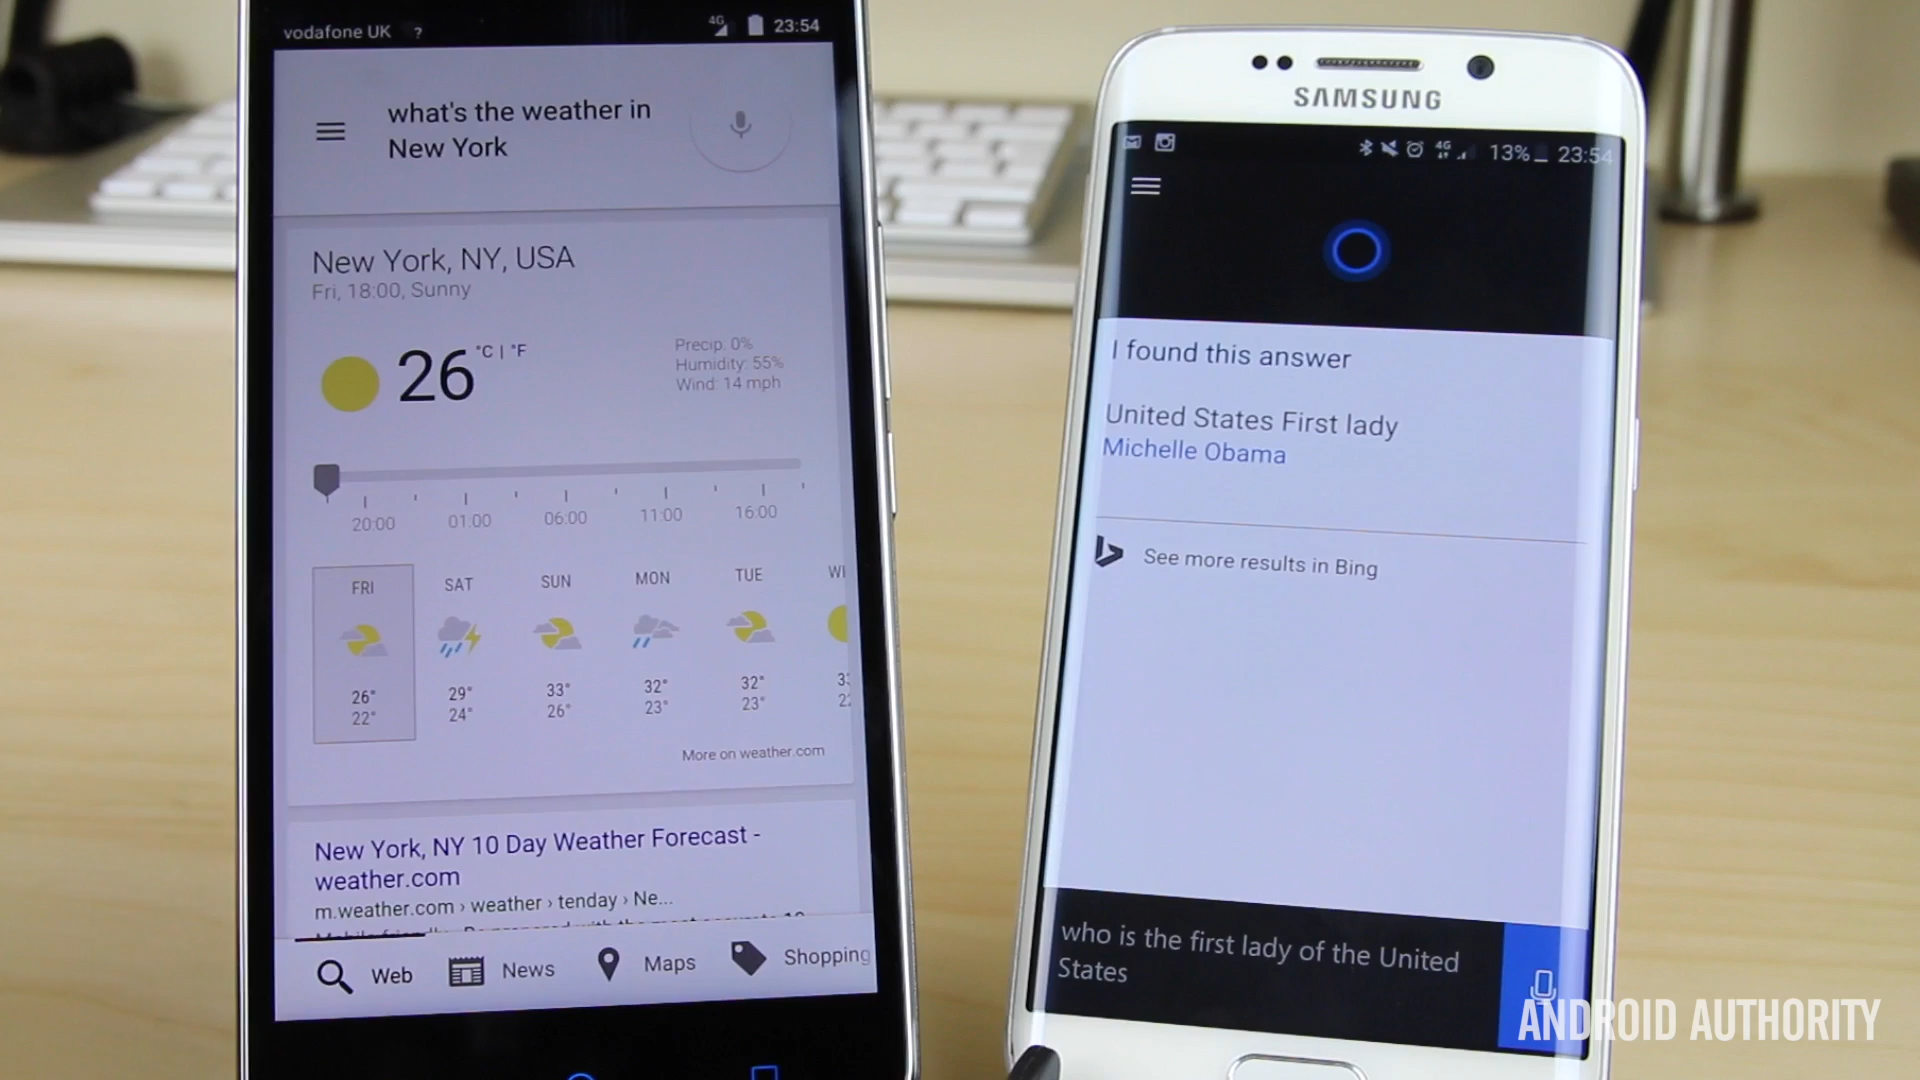 vodafone UK ?
4G 23:54
what's the weather in
New York
New York, NY, USA
Fri, 18:00, Sunny
26 °C | °F
Precip: 0%
Humidity: 55%
Wind: 14 mph
20:00 01:00 06:00 11:00 16:00
FRI SAT SUN MON TUE
26° 29° 33° 32° 32°
22° 24° 26° 23° 23°
More on weather.com
New York, NY 10 Day Weather Forecast -
weather.com
m.weather.com › weather › tenday › Ne...
Web News Maps Shopping
SAMSUNG
4G 13% 23:54
I found this answer
United States First lady
Michelle Obama
See more results in Bing
who is the first lady of the United
States
ANDROID AUTHORITY